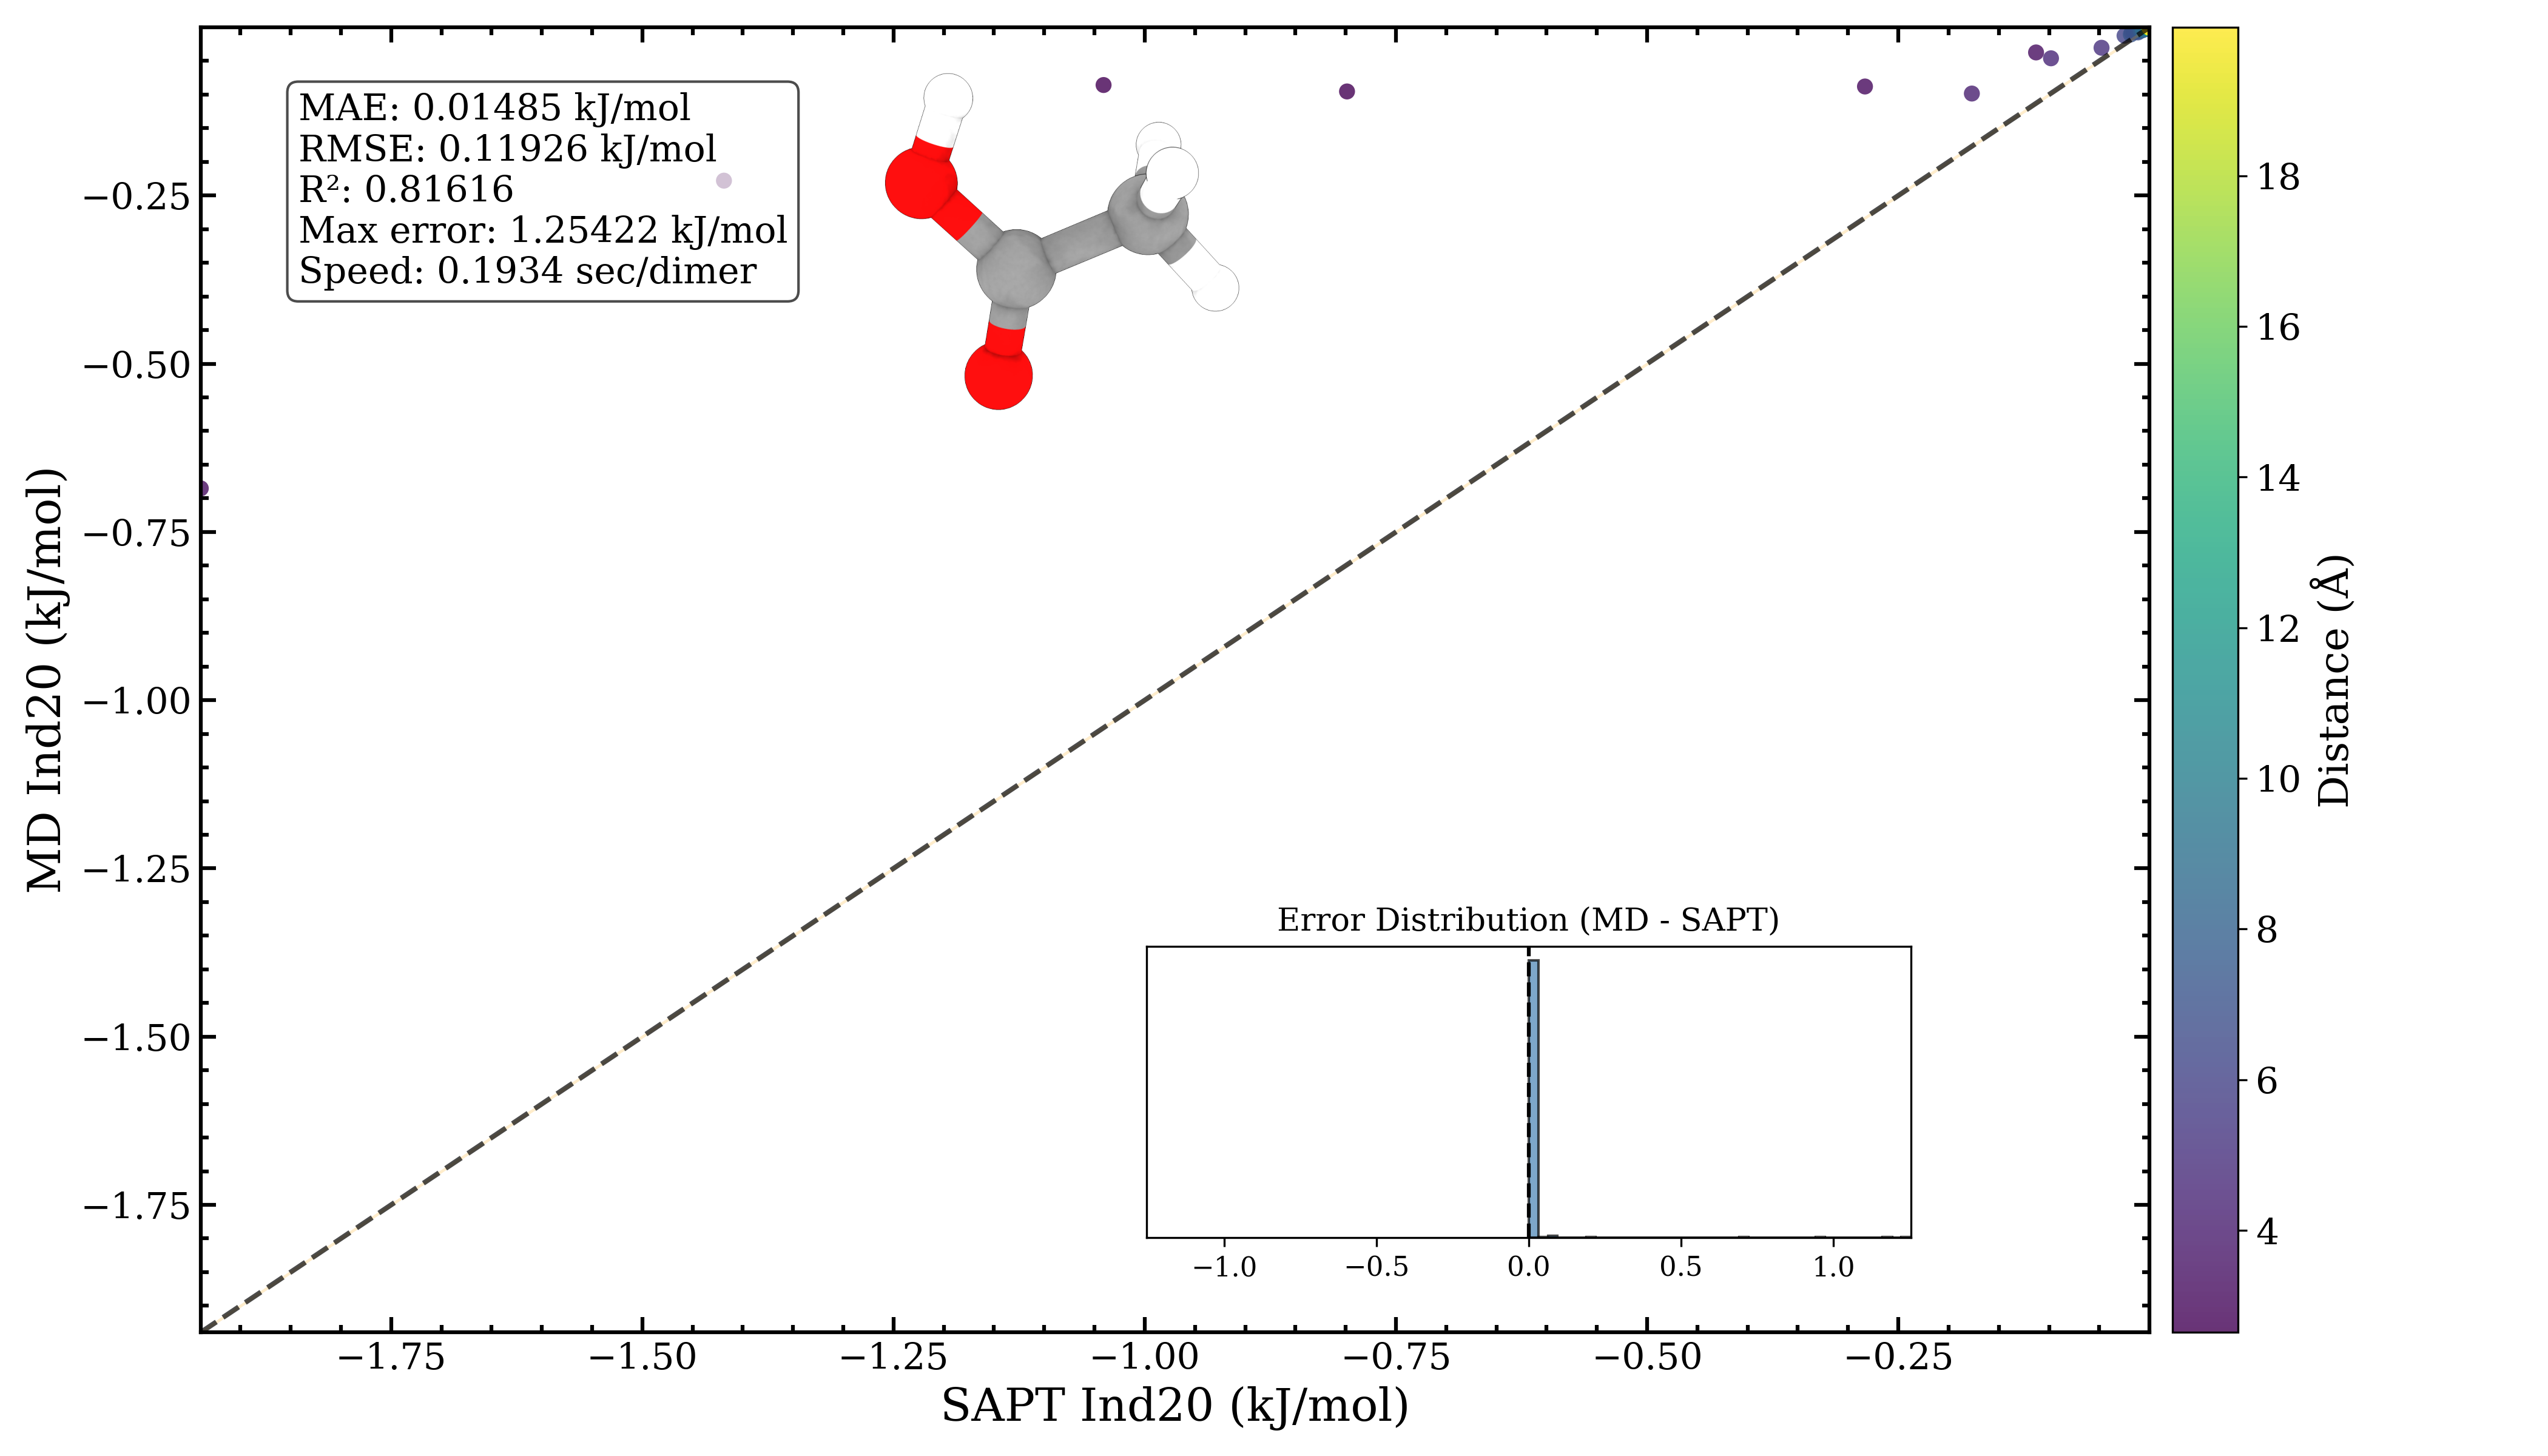 MAE: 0.01485 kJ/mol
RMSE: 0.11926 kJ/mol
R²: 0.81616
Max error: 1.25422 kJ/mol
Speed: 0.1934 sec/dimer
MD Ind20 (kJ/mol)
−0.25
−0.50
−0.75
−1.00
−1.25
−1.50
−1.75
Error Distribution (MD - SAPT)
−1.0 −0.5 0.0 0.5 1.0
−1.75 −1.50 −1.25 −1.00 −0.75 −0.50 −0.25
SAPT Ind20 (kJ/mol)
18
16
14
12
10
8
6
4
Distance (Å)